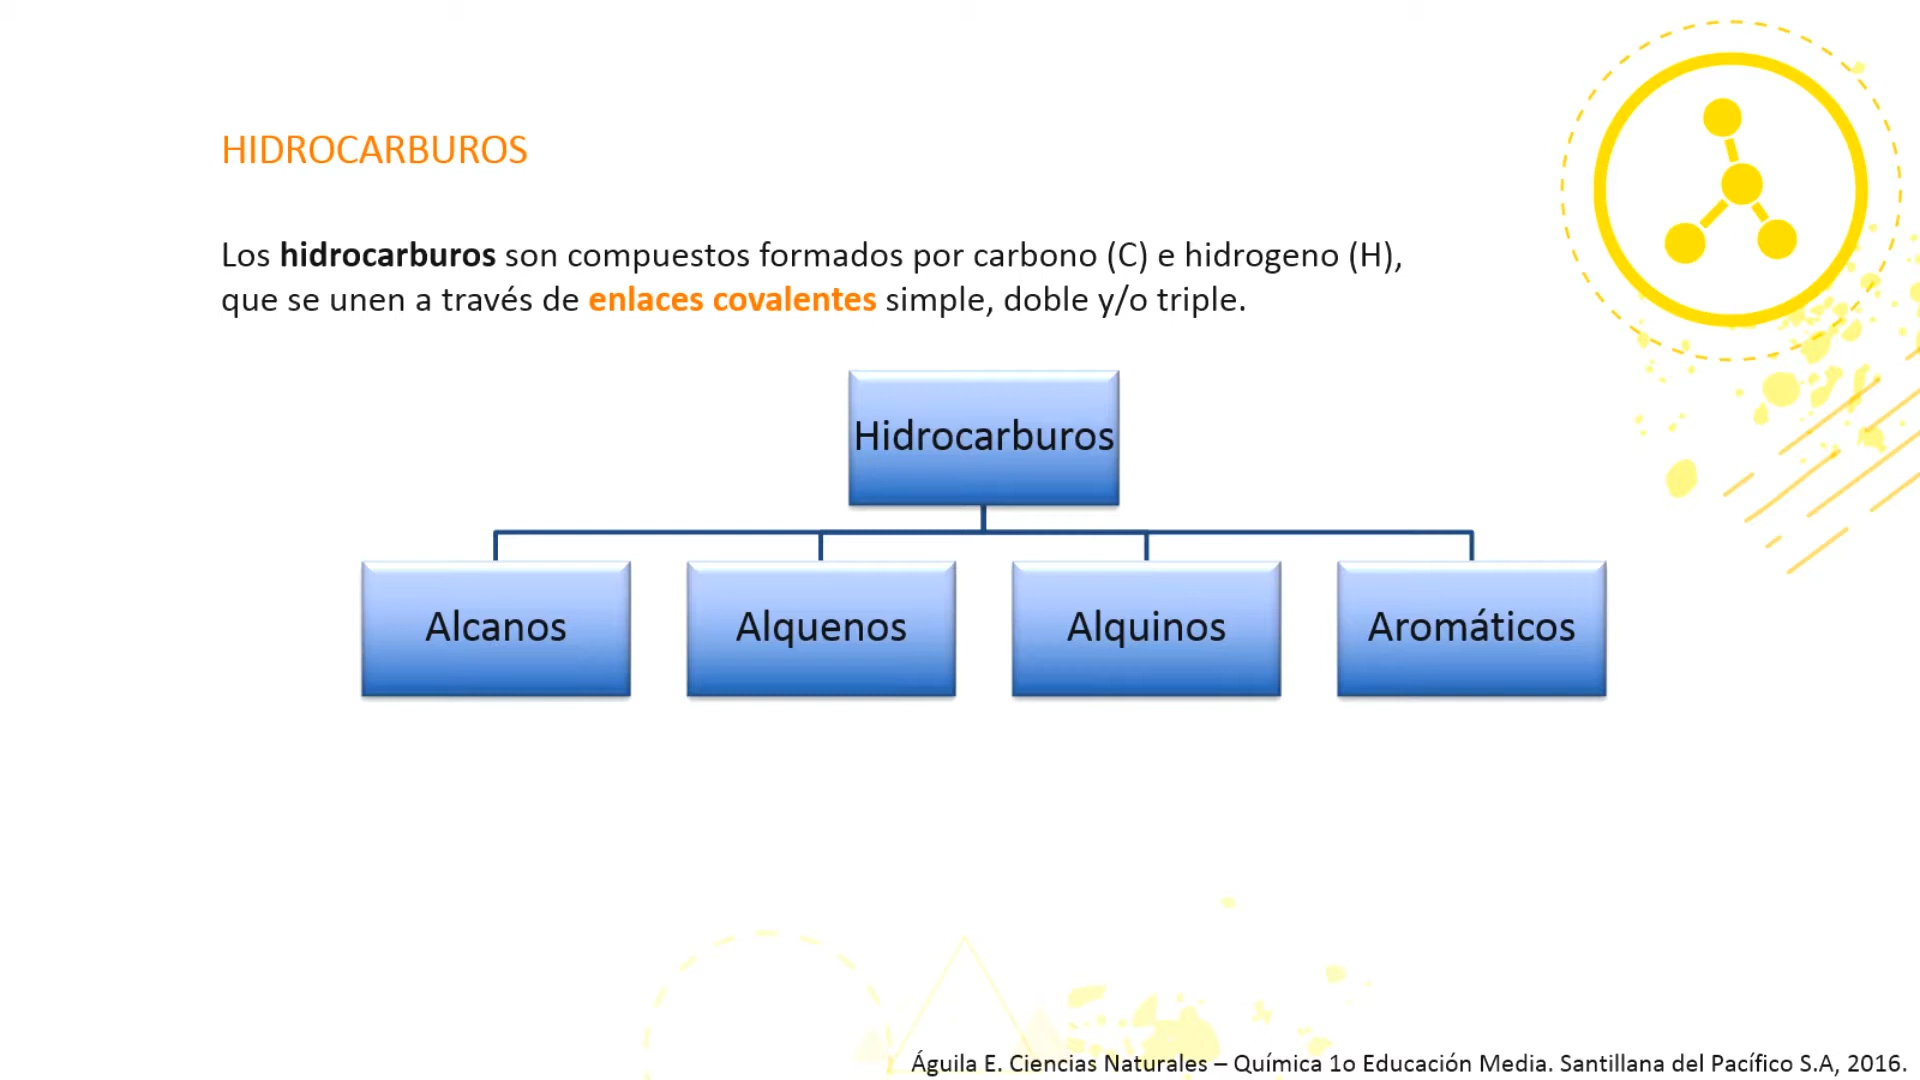 HIDROCARBUROS
Los hidrocarburos son compuestos formados por carbono (C) e hidrogeno (H),
que se unen a través de enlaces covalentes simple, doble y/o triple.
Hidrocarburos
Alcanos
Alquenos
Alquinos
Aromáticos
Águila E. Ciencias Naturales – Química 1o Educación Media. Santillana del Pacífico S.A, 2016.